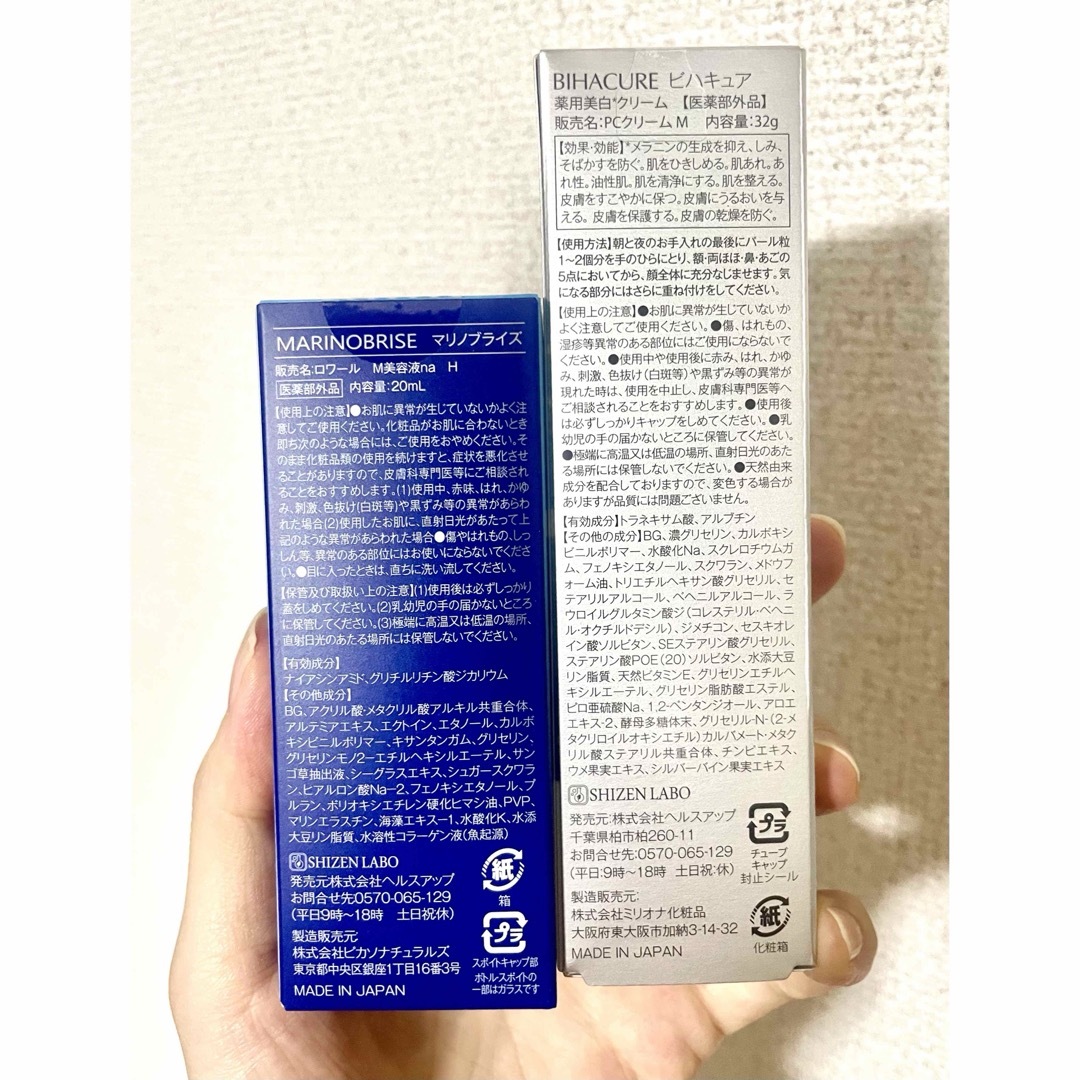 MARINOBRISE マリノブライズ
販売名:ロワール M美容液na H
医薬部外品 内容量:20mL
【使用上の注意】●お肌に異常が生じていないかよく注
意してご使用ください。化粧品がお肌に合わないとき
即ち次のような場合には、ご使用をおやめください。そ
のまま化粧品類の使用を続けますと、症状を悪化させ
ることがありますので、皮膚科専門医等にご相談され
ることをおすすめします。(1)使用中、赤味、はれ、かゆ
み、刺激、色抜け(白斑等)や黒ずみ等の異常があらわ
れた場合(2)使用したお肌に、直射日光があたって上
記のような異常があらわれた場合●傷やはれもの、しっ
しん等、異常のある部位にはお使いにならないでくださ
い。●目に入ったときは、直ちに洗い流してください。
【保管及び取扱い上の注意】(1)使用後は必ずしっかり
蓋をしめてください。(2)乳幼児の手の届かないところ
に保管してください。(3)極端に高温又は低温の場所、
直射日光のあたる場所には保管しないでください。
【有効成分】
ナイアシンアミド、グリチルリチン酸ジカリウム
【その他成分】
BG、アクリル酸・メタクリル酸アルキル共重合体、
アルテミアエキス、エクトイン、エタノール、カルボ
キシビニルポリマー、キサンタンガム、グリセリン、
グリセリンモノ2-エチルヘキシルエーテル、サン
ゴ草抽出液、シーグラスエキス、シュガースクワラ
ン、ヒアルロン酸Na-2、フェノキシエタノール、プ
ルラン、ポリオキシエチレン硬化ヒマシ油、PVP、
マリンエラスチン、海藻エキス-1、水酸化K、水添
大豆リン脂質、水溶性コラーゲン液(魚起源)
SHIZEN LABO
発売元:株式会社ヘルスアップ
お問合せ先:0570-065-129
(平日9時～18時 土日祝休)
製造販売元:
株式会社ピカソナチュラルズ
東京都中央区銀座1丁目16番3号
MADE IN JAPAN
紙
箱
プラ
スポイトキャップ部
ボトル・スポイトの
一部はガラスです
BIHACURE ビハキュア
薬用美白*クリーム 【医薬部外品】
販売名:PCクリームM 内容量:32g
【効果・効能】*メラニンの生成を抑え、しみ、
そばかすを防ぐ。肌をひきしめる。肌あれ。あ
れ性。油性肌。肌を清浄にする。肌を整える。
皮膚をすこやかに保つ。皮膚にうるおいを与
える。皮膚を保護する。皮膚の乾燥を防ぐ。
【使用方法】朝と夜のお手入れの最後にパール粒
1～2個分を手のひらにとり、額・両ほほ・鼻・あごの
5点においてから、顔全体に充分なじませます。気
になる部分にはさらに重ね付けをしてください。
【使用上の注意】●お肌に異常が生じていないか
よく注意してご使用ください。●傷、はれもの、
湿疹等異常のある部位にはご使用にならないで
ください。●使用中や使用後に赤み、はれ、かゆ
み、刺激、色抜け(白斑等)や黒ずみ等の異常が
現れた時は、使用を中止し、皮膚科専門医等へ
ご相談されることをおすすめします。●使用後
は必ずしっかりキャップをしめてください。●乳
幼児の手の届かないところに保管してください。
●極端に高温又は低温の場所、直射日光のあた
る場所には保管しないでください。●天然由来
成分を配合しておりますので、変色する場合が
ありますが品質には問題ございません。
【有効成分】トラネキサム酸、アルブチン
【その他の成分】BG、濃グリセリン、カルボキシ
ビニルポリマー、水酸化Na、スクレロチウムガ
ム、フェノキシエタノール、スクワラン、メドウフ
ォーム油、トリエチルヘキサン酸グリセリル、セ
テアリルアルコール、ベヘニルアルコール、ラ
ウロイルグルタミン酸ジ(コレステリル・ベヘニ
ル・オクチルドデシル)、ジメチコン、セスキオレ
イン酸ソルビタン、SEステアリン酸グリセリル、
ステアリン酸POE(20)ソルビタン、水添大豆
リン脂質、天然ビタミンE、グリセリンエチルヘ
キシルエーテル、グリセリン脂肪酸エステル、
ピロ亜硫酸Na、1,2-ペンタンジオール、アロエ
エキス-2、酵母多糖体末、グリセリル-N-(2-メ
タクリロイルオキシエチル)カルバメート・メタク
リル酸ステアリル共重合体、チンピエキス、
ウメ果実エキス、シルバーバイン果実エキス
SHIZEN LABO
発売元:株式会社ヘルスアップ
千葉県柏市柏260-11
お問合せ先:0570-065-129
(平日:9時～18時 土日祝:休)
製造販売元:
株式会社ミリオナ化粧品
大阪府東大阪市加納3-14-32
MADE IN JAPAN
プラ
チューブ
キャップ
封止シール
紙
化粧箱